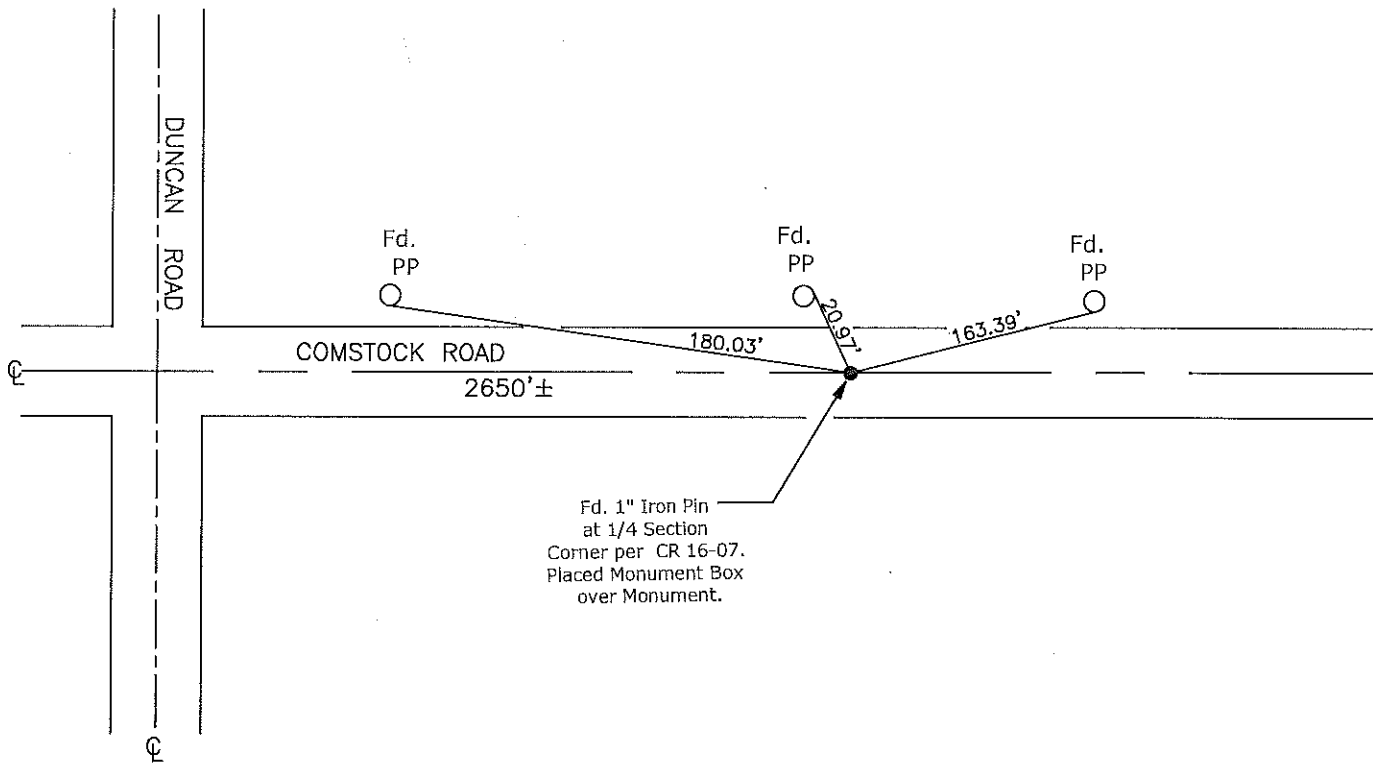 DUNCAN ROAD
Fd.
PP
Fd.
PP
Fd.
PP
20.97'
180.03'
163.39'
COMSTOCK ROAD
℄
2650'±
Fd. 1" Iron Pin
at 1/4 Section
Corner per CR 16-07.
Placed Monument Box
over Monument.
℄